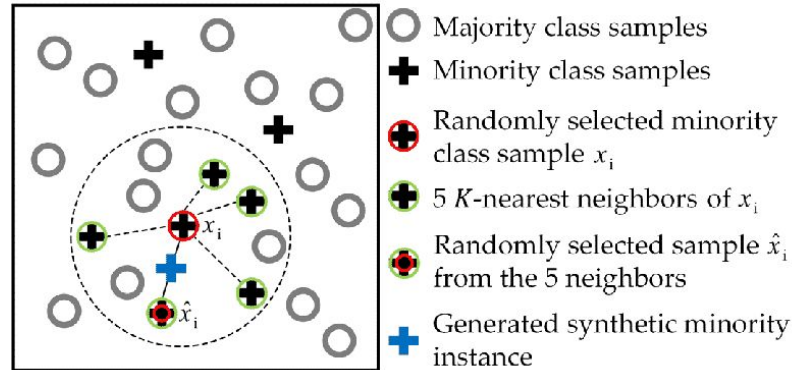 Majority class samples
Minority class samples
Randomly selected minority
class sample xᵢ
5 K-nearest neighbors of xᵢ
Randomly selected sample x̂ᵢ
from the 5 neighbors
Generated synthetic minority
instance
xᵢ
x̂ᵢ